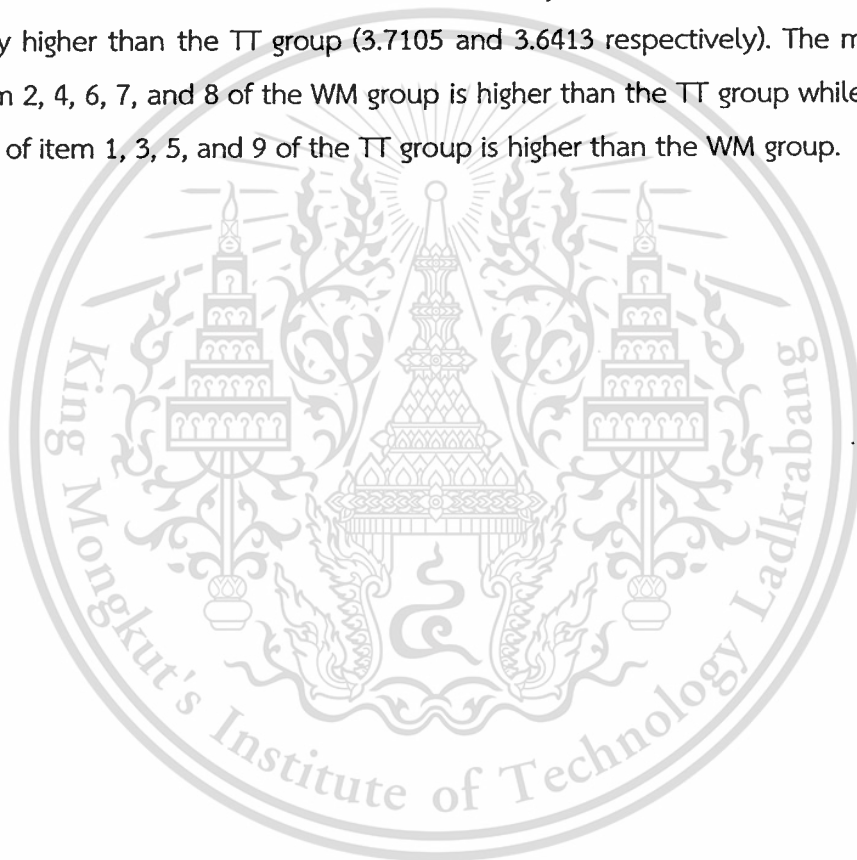 y higher than the TT group (3.7105 and 3.6413 respectively). The m
n 2, 4, 6, 7, and 8 of the WM group is higher than the TT group while
of item 1, 3, 5, and 9 of the TT group is higher than the WM group.
King Mongkut's Institute of Technology Ladkrabang